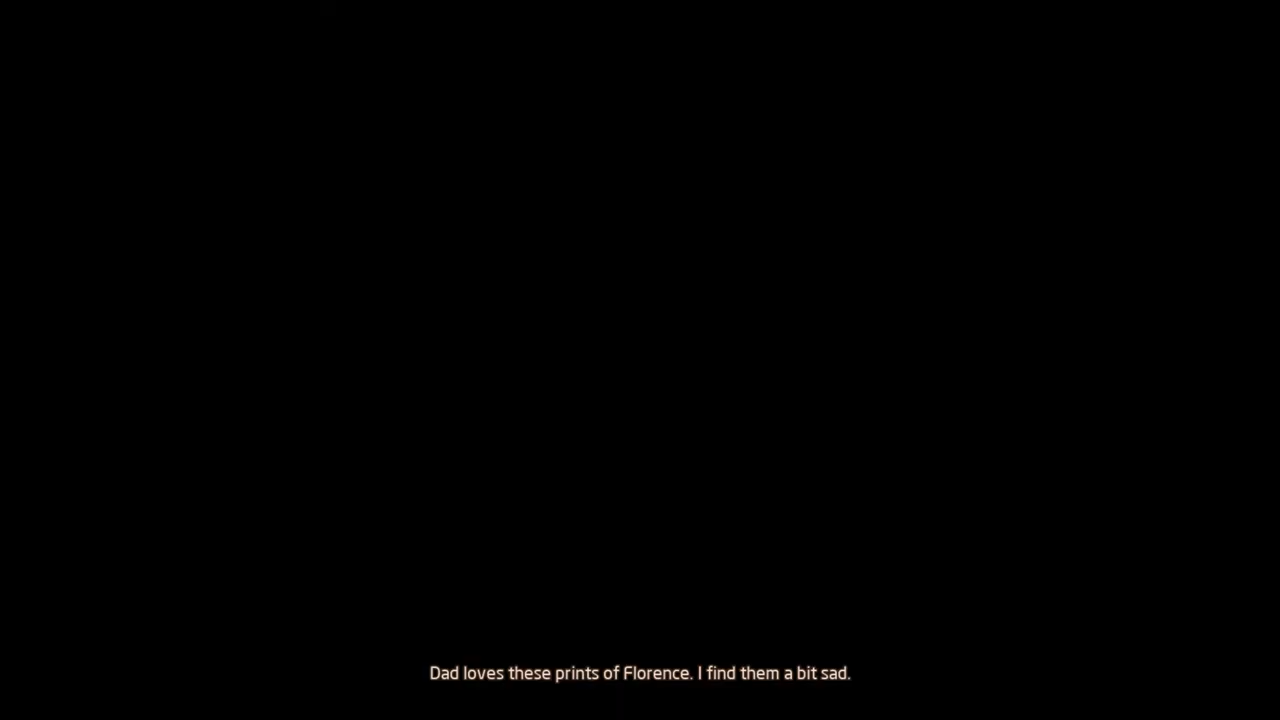 Dad loves these prints of Florence. I find them a bit sad.